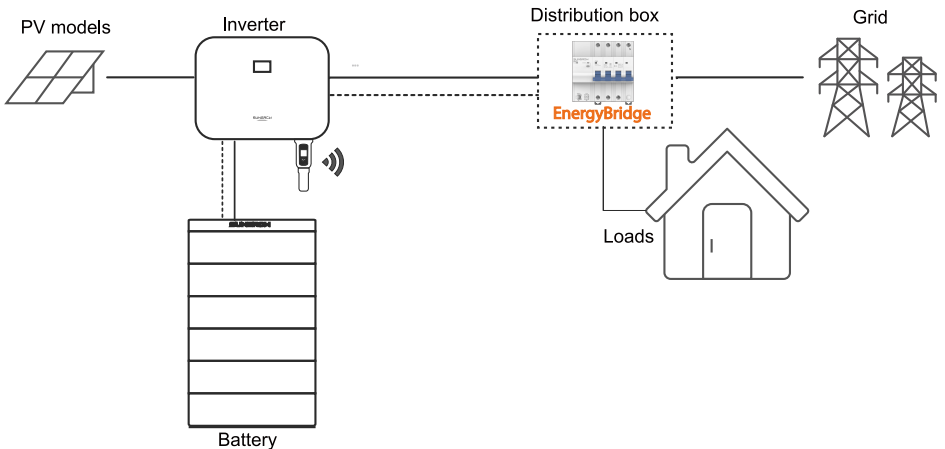 PV models
Inverter
Distribution box
Grid
EnergyBridge
Loads
Battery